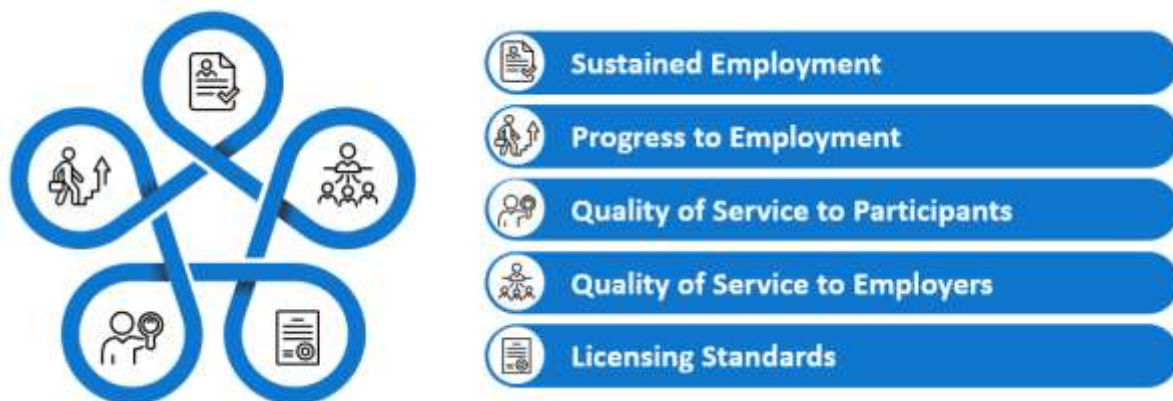 Sustained Employment
Progress to Employment
Quality of Service to Participants
Quality of Service to Employers
Licensing Standards